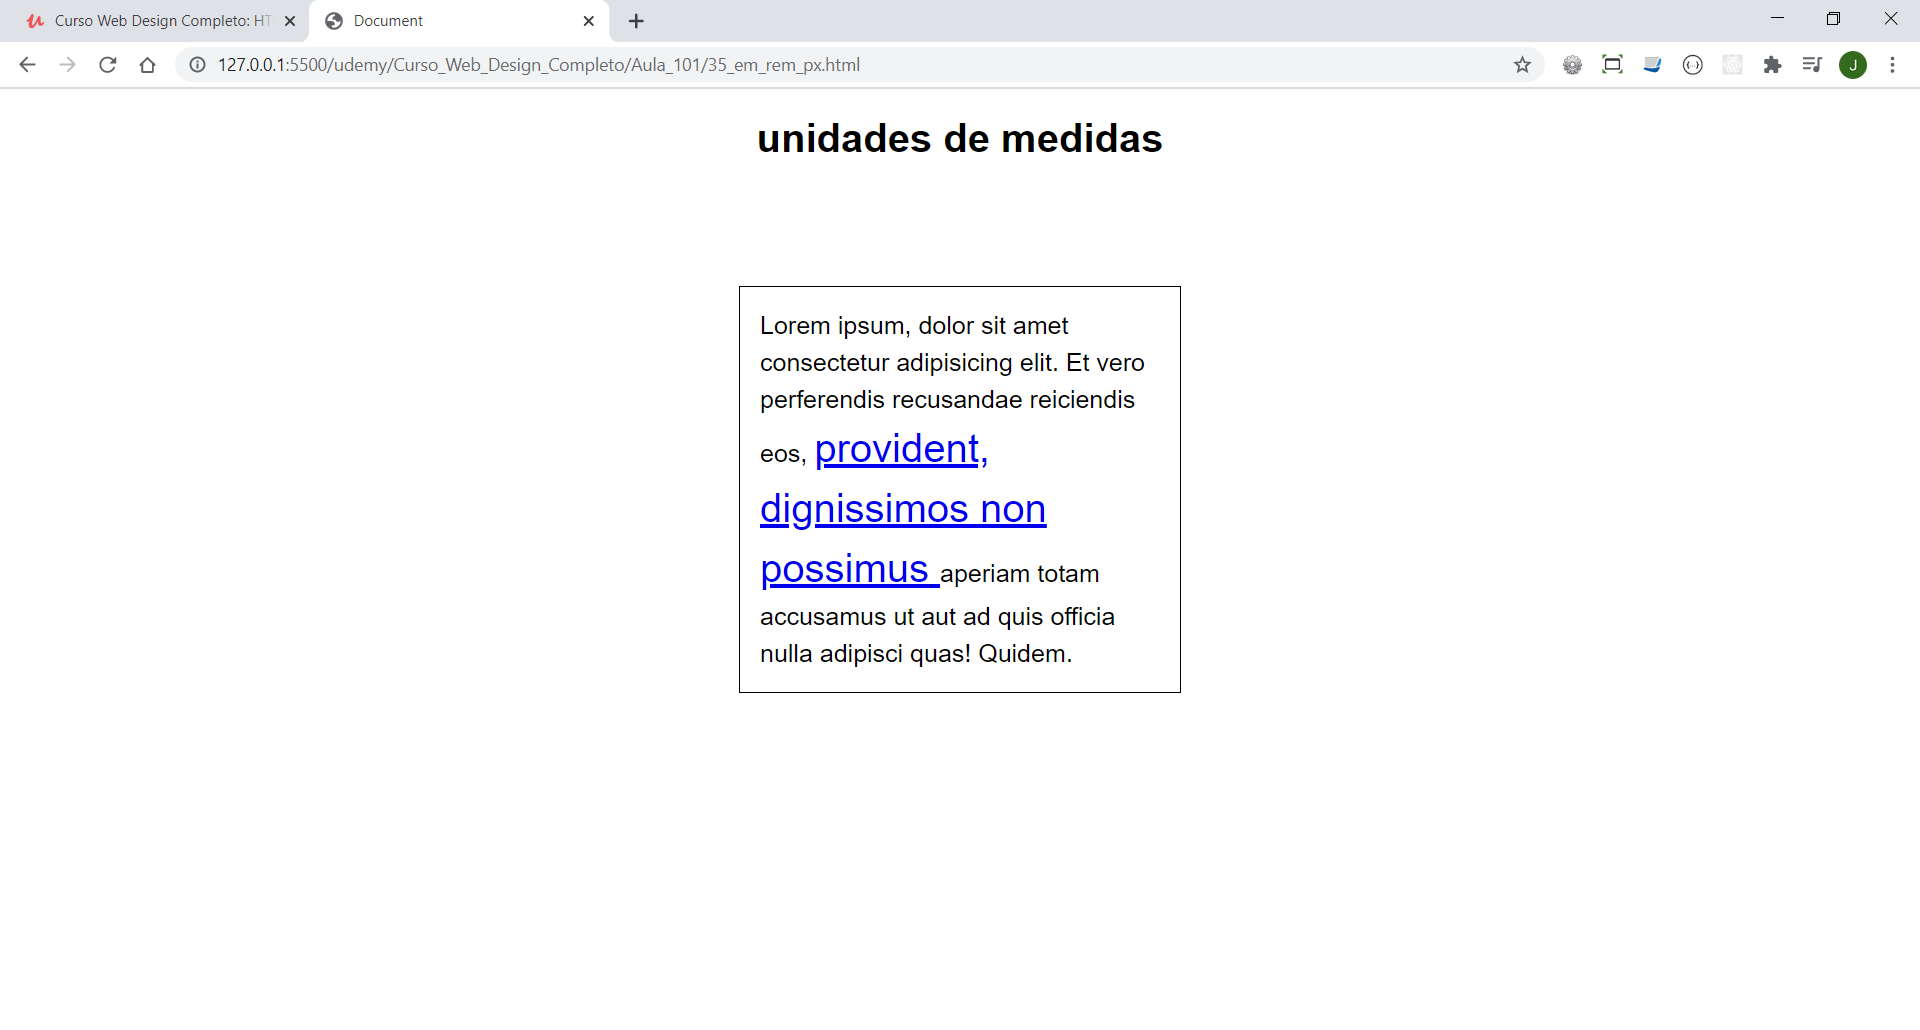 Curso Web Design Completo: HT
Document
127.0.0.1:5500/udemy/Curso_Web_Design_Completo/Aula_101/35_em_rem_px.html
J
unidades de medidas
Lorem ipsum, dolor sit amet
consectetur adipisicing elit. Et vero
perferendis recusandae reiciendis
eos, provident,
dignissimos non
possimus aperiam totam
accusamus ut aut ad quis officia
nulla adipisci quas! Quidem.